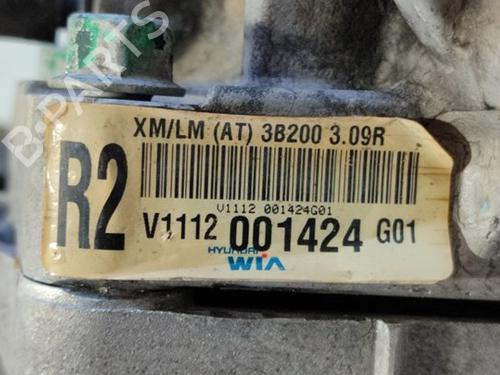 XM/LM (AT) 3B200 3.09R
R2
V1112 001424G01
V1112 001424 G01
HYUNDAI
WIA
B-PARTS